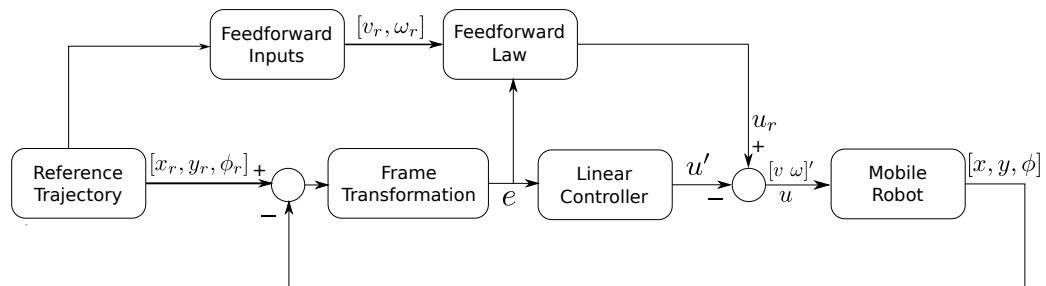 Feedforward
Inputs
[v_r, ω_r]
Feedforward
Law
u_r
+
Reference
Trajectory
[x_r, y_r, ϕ_r]
+
−
Frame
Transformation
e
Linear
Controller
u′
−
[v ω]′
u
Mobile
Robot
[x, y, ϕ]